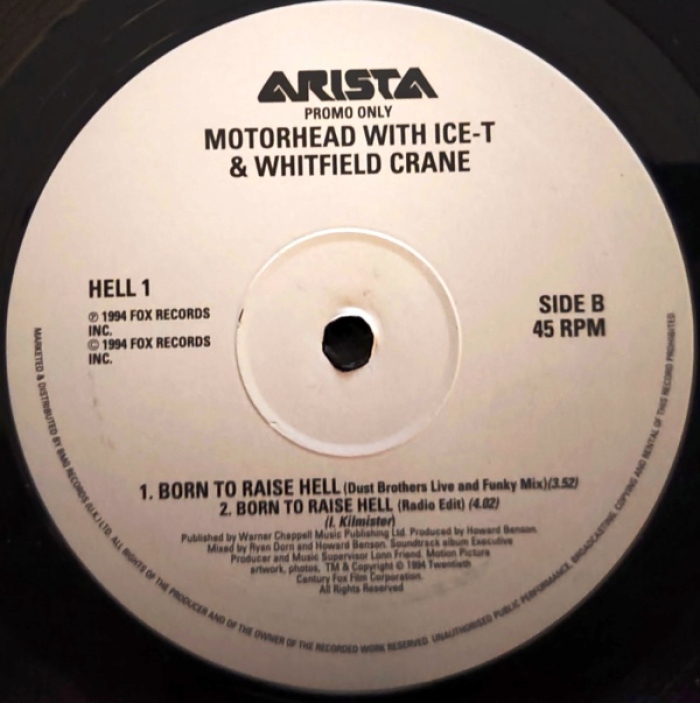 ARISTA
PROMO ONLY
MOTORHEAD WITH ICE-T
& WHITFIELD CRANE
HELL 1
℗ 1994 FOX RECORDS
INC.
© 1994 FOX RECORDS
INC.
SIDE B
45 RPM
1. BORN TO RAISE HELL (Dust Brothers Live and Funky Mix)(3.52)
2. BORN TO RAISE HELL (Radio Edit) (4.02)
(I. Kilmister)
Published by Warner Chappell Music Publishing Ltd. Produced by Howard Benson.
Mixed by Ryan Dorn and Howard Benson. Soundtrack album Executive
Producer and Music Supervisor Lonn Friend. Motion Picture
artwork, photos, TM & Copyright © 1994 Twentieth
Century Fox Film Corporation.
All Rights Reserved
MARKETED & DISTRIBUTED BY BMG RECORDS (U.K.) LTD. ALL RIGHTS OF THE PRODUCER AND OF THE OWNER OF THE RECORDED WORK RESERVED. UNAUTHORISED PUBLIC PERFORMANCE, BROADCASTING, COPYING AND RENTAL OF THIS RECORD PROHIBITED.